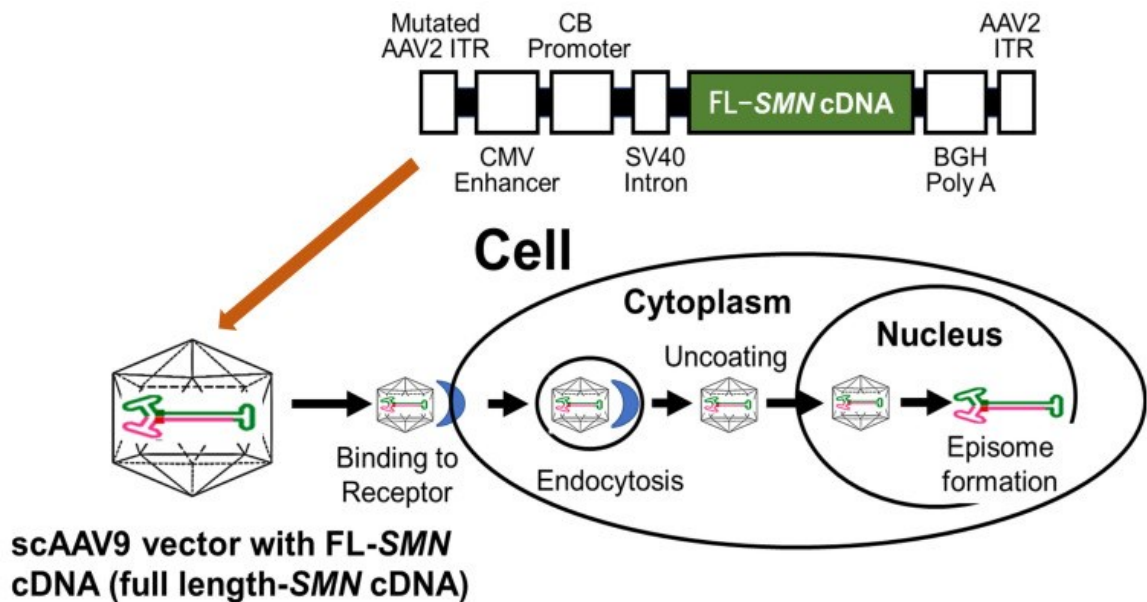 Mutated
AAV2 ITR
CB
Promoter
AAV2
ITR
FL-SMN cDNA
CMV
Enhancer
SV40
Intron
BGH
Poly A
Cell
Cytoplasm
Nucleus
Uncoating
Binding to
Receptor
Endocytosis
Episome
formation
scAAV9 vector with FL-SMN
cDNA (full length-SMN cDNA)